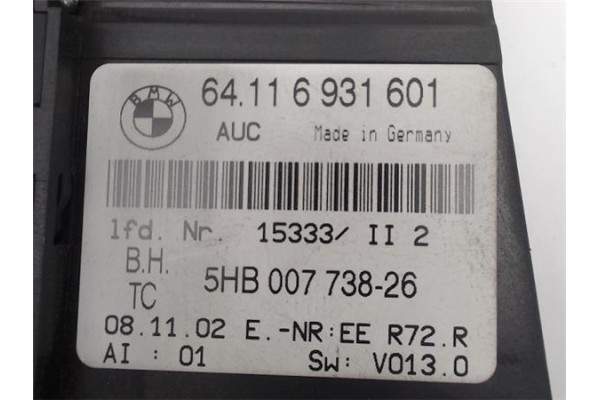 BMW
64.11 6 931 601
AUC Made in Germany
lfd. Nr. 15333/ II 2
B.H.
5HB 007 738-26
TC
08.11.02 E.-NR:EE R72.R
AI : 01 SW: V013.0